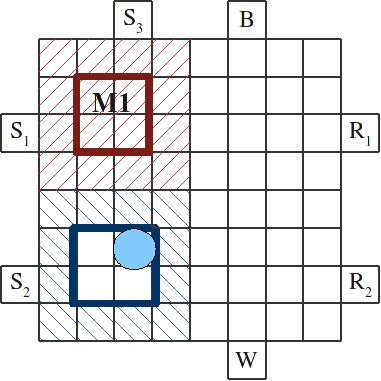 S₃ B
M1
S₁ R₁
S₂ R₂
W